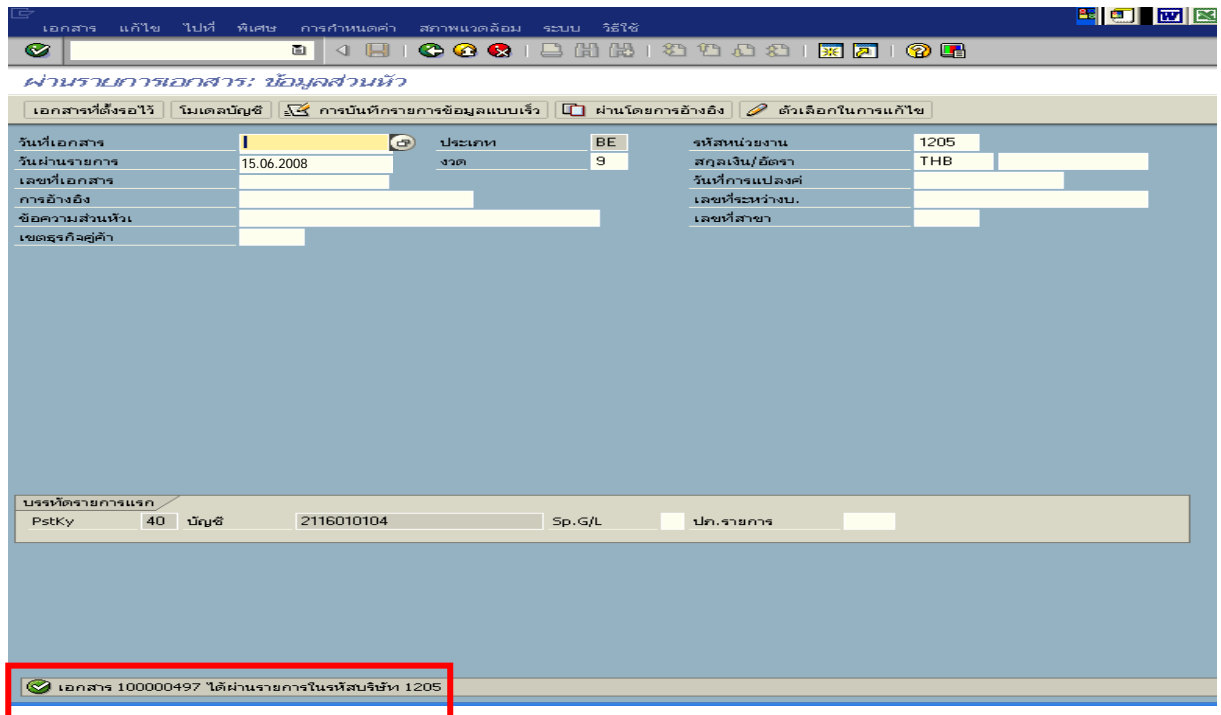 เอกสาร แก้ไข ไปที่ พิเศษ การกำหนดค่า สภาพแวดล้อม ระบบ วิธีใช้
ผ่านรายการเอกสาร: ข้อมูลส่วนหัว
เอกสารที่ตั้งรอไว้ โมเดลบัญชี การบันทึกรายการข้อมูลแบบเร็ว ผ่านโดยการอ้างอิง ตัวเลือกในการแก้ไข
วันที่เอกสาร ประเภท BE รหัสหน่วยงาน 1205
วันผ่านรายการ 15.06.2008 งวด 9 สกุลเงิน/อัตรา THB
เลขที่เอกสาร วันที่การแปลงค่
การอ้างอิง เลขที่ระหว่างบ.
ข้อความส่วนหัวเ เลขที่สาขา
เขตธุรกิจคู่ค้า
บรรทัดรายการแรก
PstKy 40 บัญชี 2116010104 Sp.G/L ปภ.รายการ
เอกสาร 100000497 ได้ผ่านรายการในรหัสบริษัท 1205